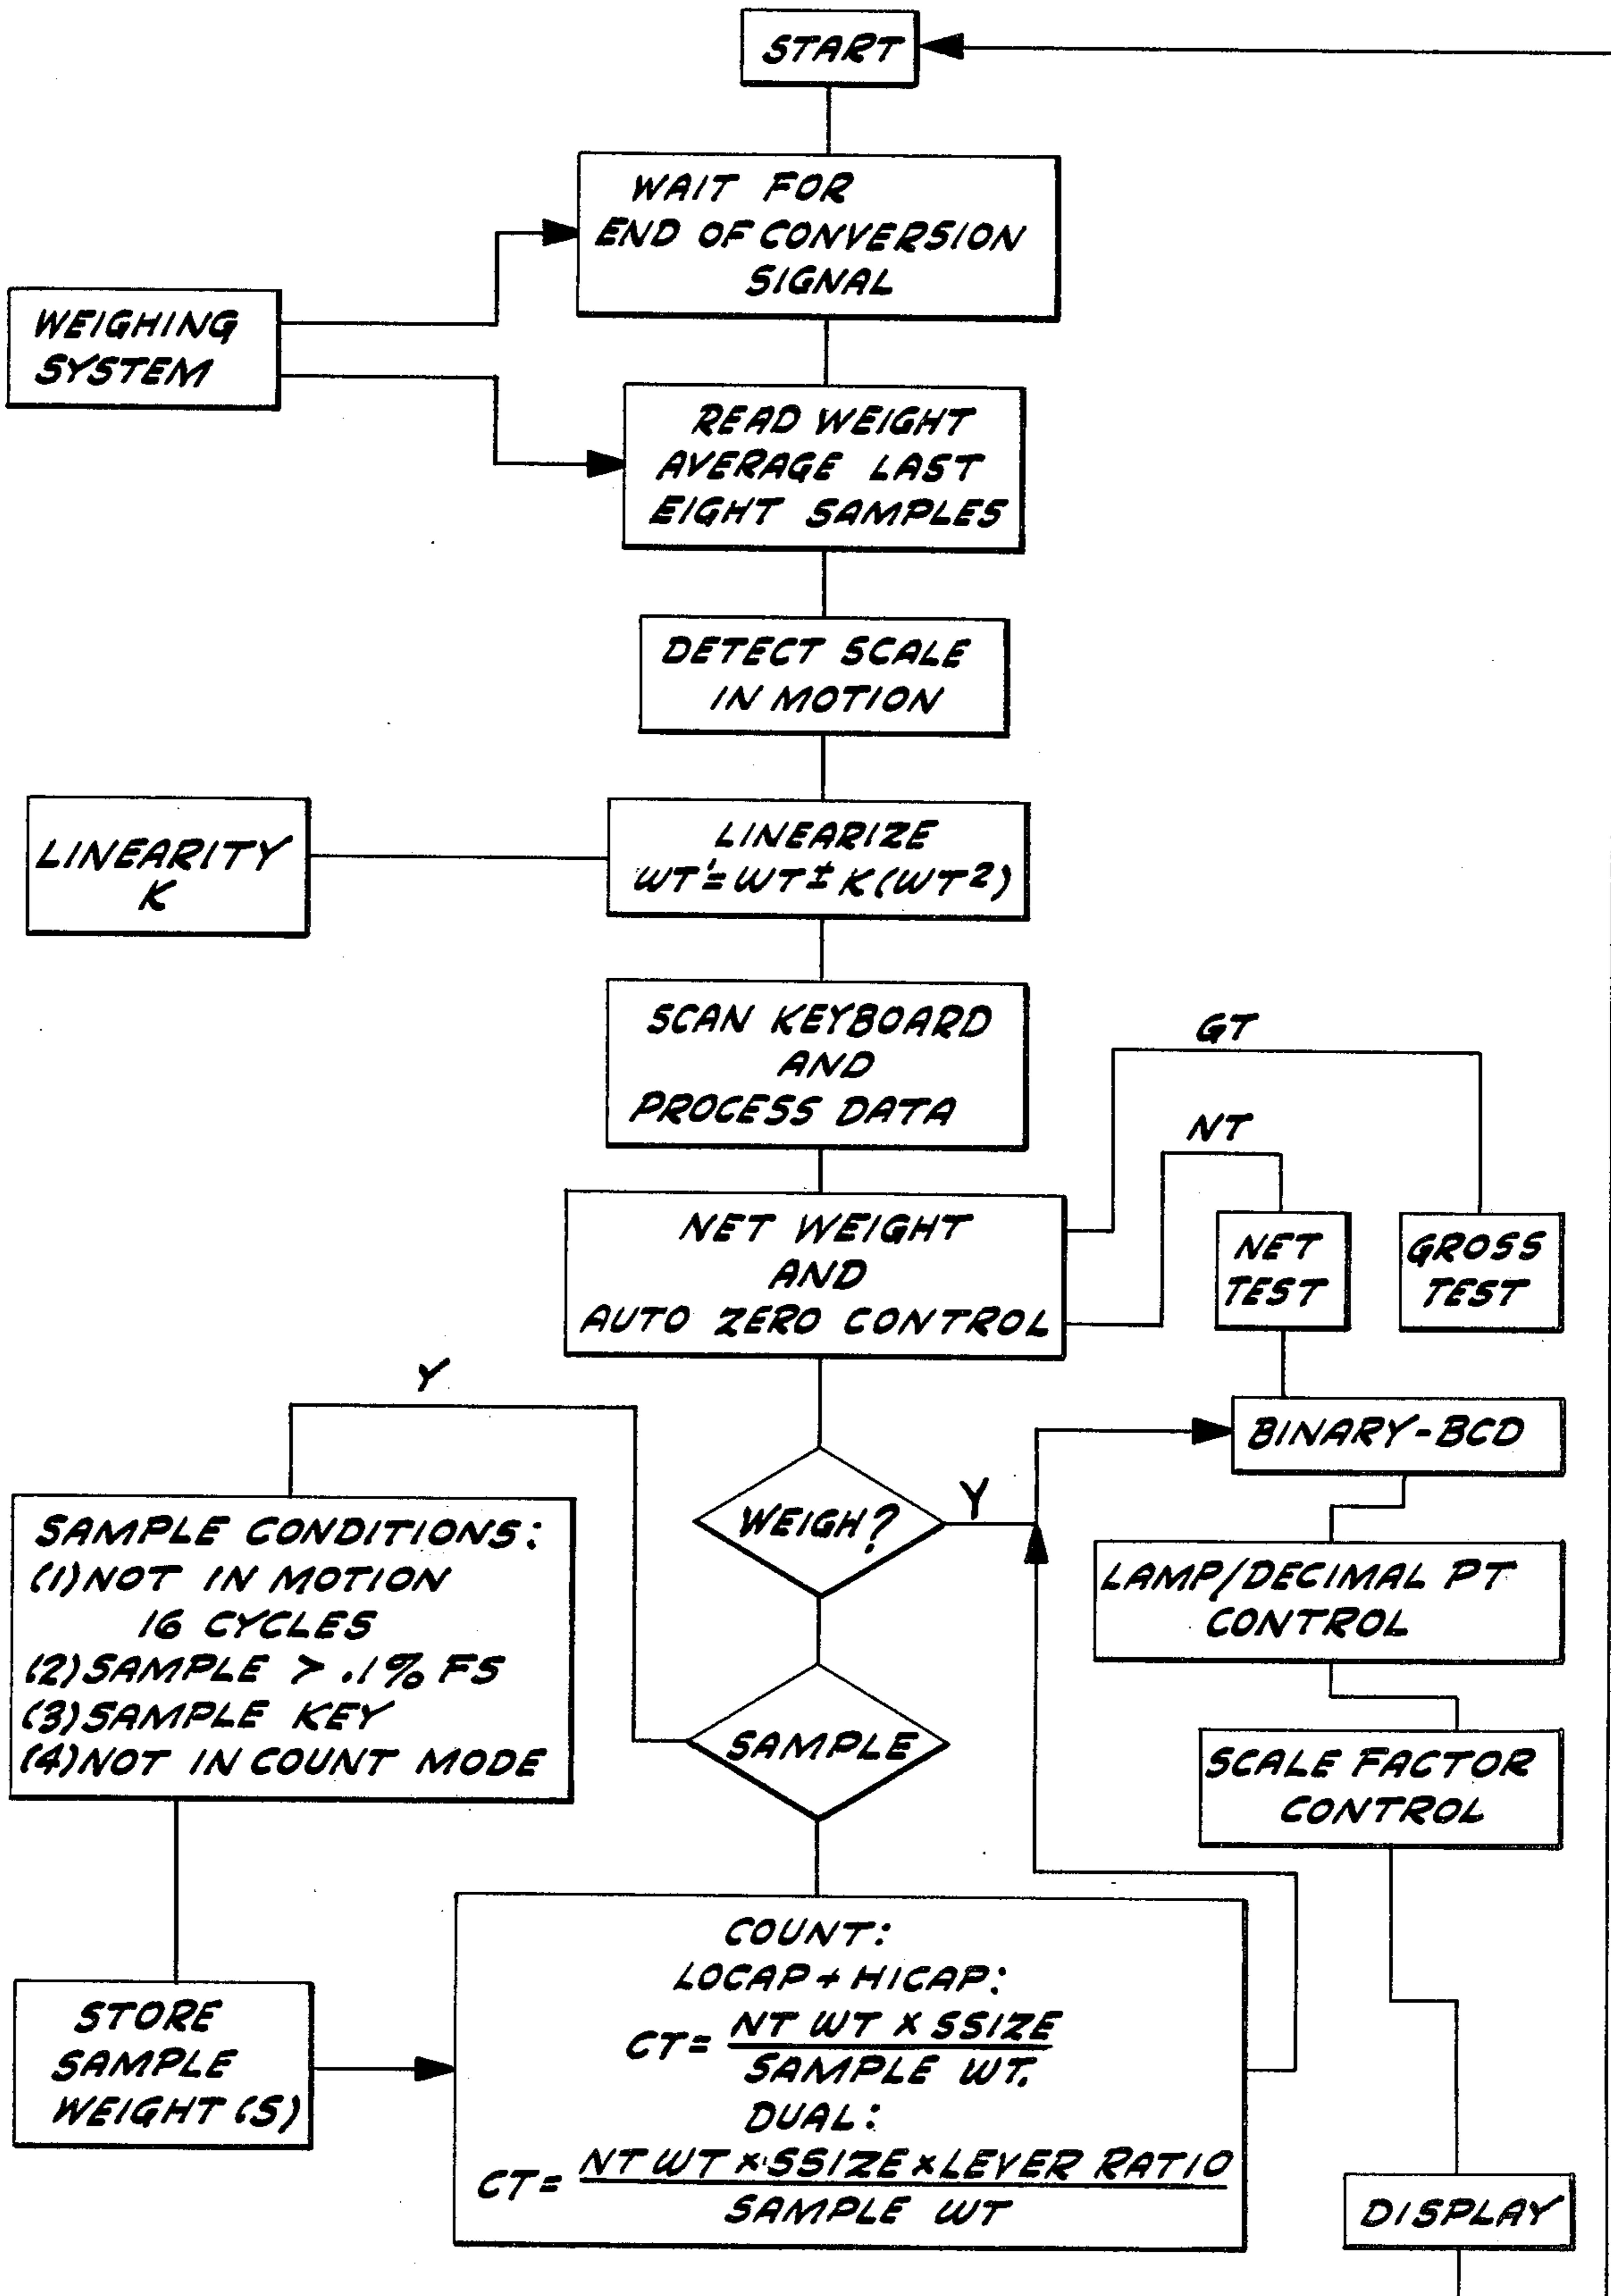 START
WAIT FOR
END OF CONVERSION
SIGNAL
WEIGHING
SYSTEM
READ WEIGHT
AVERAGE LAST
EIGHT SAMPLES
DETECT SCALE
IN MOTION
LINEARITY
K
LINEARIZE
WT'=WT±K(WT²)
SCAN KEYBOARD
AND
PROCESS DATA
GT
NT
NET WEIGHT
AND
AUTO ZERO CONTROL
NET
TEST
GROSS
TEST
Y
BINARY-BCD
WEIGH?
Y
SAMPLE CONDITIONS:
(1)NOT IN MOTION
16 CYCLES
(2)SAMPLE > .1% FS
(3)SAMPLE KEY
(4)NOT IN COUNT MODE
LAMP/DECIMAL PT
CONTROL
SAMPLE
SCALE FACTOR
CONTROL
STORE
SAMPLE
WEIGHT(S)
COUNT:
LOCAP + HICAP:
CT= NT WT X SSIZE
SAMPLE WT.
DUAL:
CT= NT WT X SSIZE X LEVER RATIO
SAMPLE WT
DISPLAY